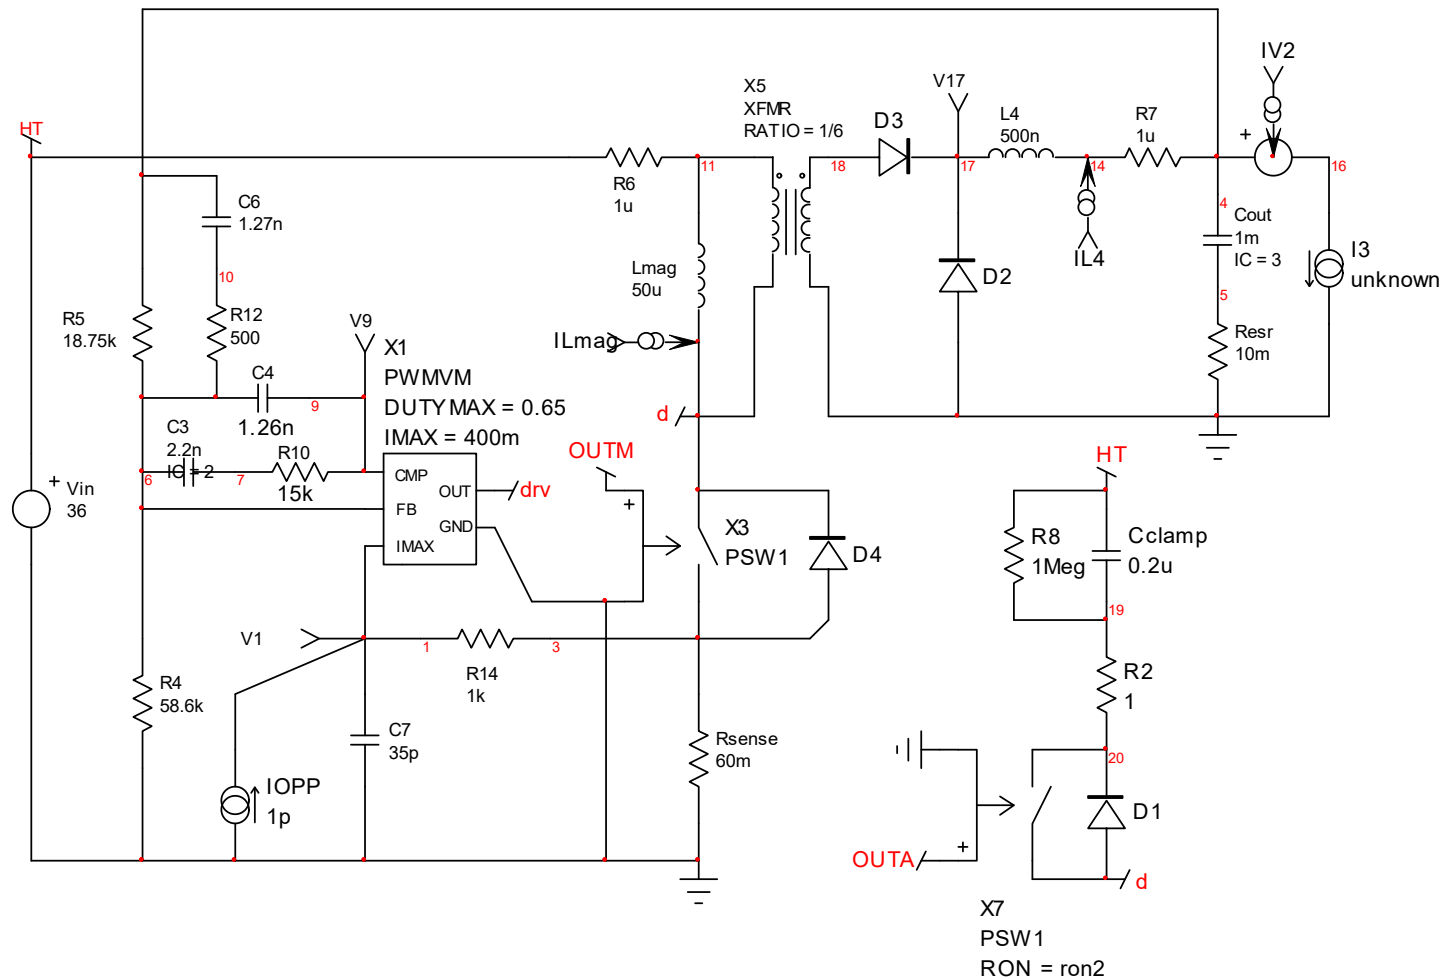 IV2
X5
XFMR
RATIO = 1/6
V17
D3
L4
500n
R7
1u
HT
+
11
18
17
14
16
R6
1u
C6
1.27n
4
Cout
1m
IC = 3
I3
unknown
IL4
Lmag
50u
D2
10
5
R5
18.75k
R12
500
V9
X1
PWMVM
DUTYMAX = 0.65
IMAX = 400m
ILmag
Resr
10m
C4
9
1.26n
d
C3
2.2n
IC = 2
R10
15k
6
7
OUTM
HT
CMP
OUT
FB
GND
IMAX
drv
+
+
Vin
36
X3
PSW1
D4
R8
1Meg
Cclamp
0.2u
19
V1
1
3
R14
1k
R2
1
R4
58.6k
C7
35p
Rsense
60m
20
IOPP
1p
D1
+
OUTA
d
X7
PSW1
RON = ron2